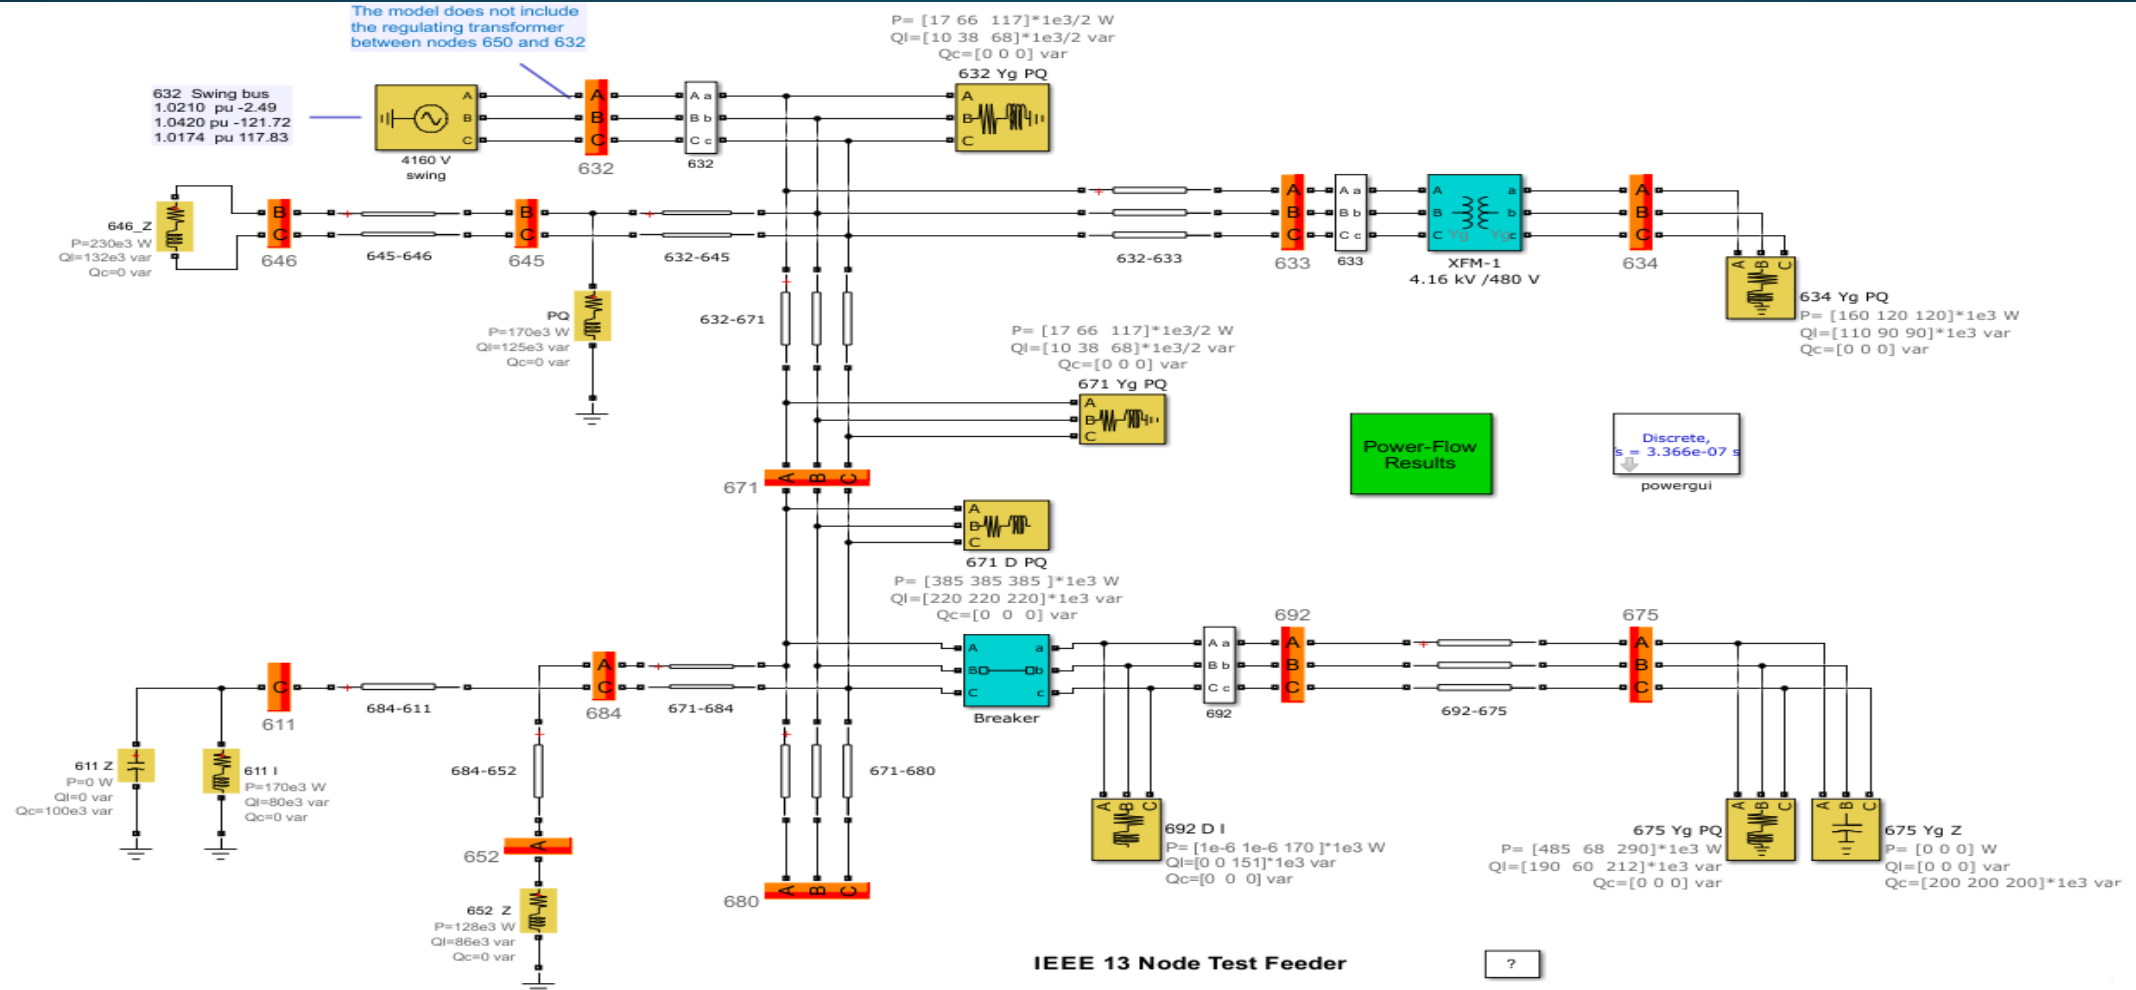 The model does not include
the regulating transformer
between nodes 650 and 632
P= [17 66  117]*1e3/2 W
Ql=[10 38  68]*1e3/2 var
Qc=[0 0 0] var
632 Yg PQ
A
B
C
632  Swing bus
1.0210  pu -2.49
1.0420 pu -121.72
1.0174  pu 117.83
A
B
C
4160 V
swing
A
B
C
632
A a
B b
C c
632
646_Z
P=230e3 W
Ql=132e3 var
Qc=0 var
B
C
646
645-646
B
C
645
632-645
PQ
P=170e3 W
Ql=125e3 var
Qc=0 var
632-633
A
B
C
633
A a
B b
C c
633
A
B
C
a
b
c
Yg
Yg
XFM-1
4.16 kV /480 V
A
B
C
634
A
B
C
634 Yg PQ
P= [160 120 120]*1e3 W
Ql=[110 90 90]*1e3 var
Qc=[0 0 0] var
632-671
P= [17 66  117]*1e3/2 W
Ql=[10 38  68]*1e3/2 var
Qc=[0 0 0] var
671 Yg PQ
A
B
C
A
B
C
671
Power-Flow
Results
Discrete,
s = 3.366e-07 s
powergui
A
B
C
671 D PQ
P= [385 385 385 ]*1e3 W
Ql=[220 220 220]*1e3 var
Qc=[0  0  0] var
A
B
C
a
b
c
Breaker
A a
B b
C c
692
692
A
B
C
692-675
675
A
B
C
C
611
684-611
A
C
684
671-684
611 Z
P=0 W
Ql=0 var
Qc=100e3 var
611 I
P=170e3 W
Ql=80e3 var
Qc=0 var
684-652
671-680
A
652
652  Z
P=128e3 W
Ql=86e3 var
Qc=0 var
A
B
C
680
A
B
C
692 D I
P= [1e-6 1e-6 170 ]*1e3 W
Ql=[0 0 151]*1e3 var
Qc=[0  0  0] var
A
B
C
675 Yg PQ
P= [485  68  290]*1e3 W
Ql=[190  60  212]*1e3 var
Qc=[0 0 0] var
A
B
C
675 Yg Z
P= [0 0 0] W
Ql=[0 0 0] var
Qc=[200 200 200]*1e3 var
IEEE 13 Node Test Feeder
?